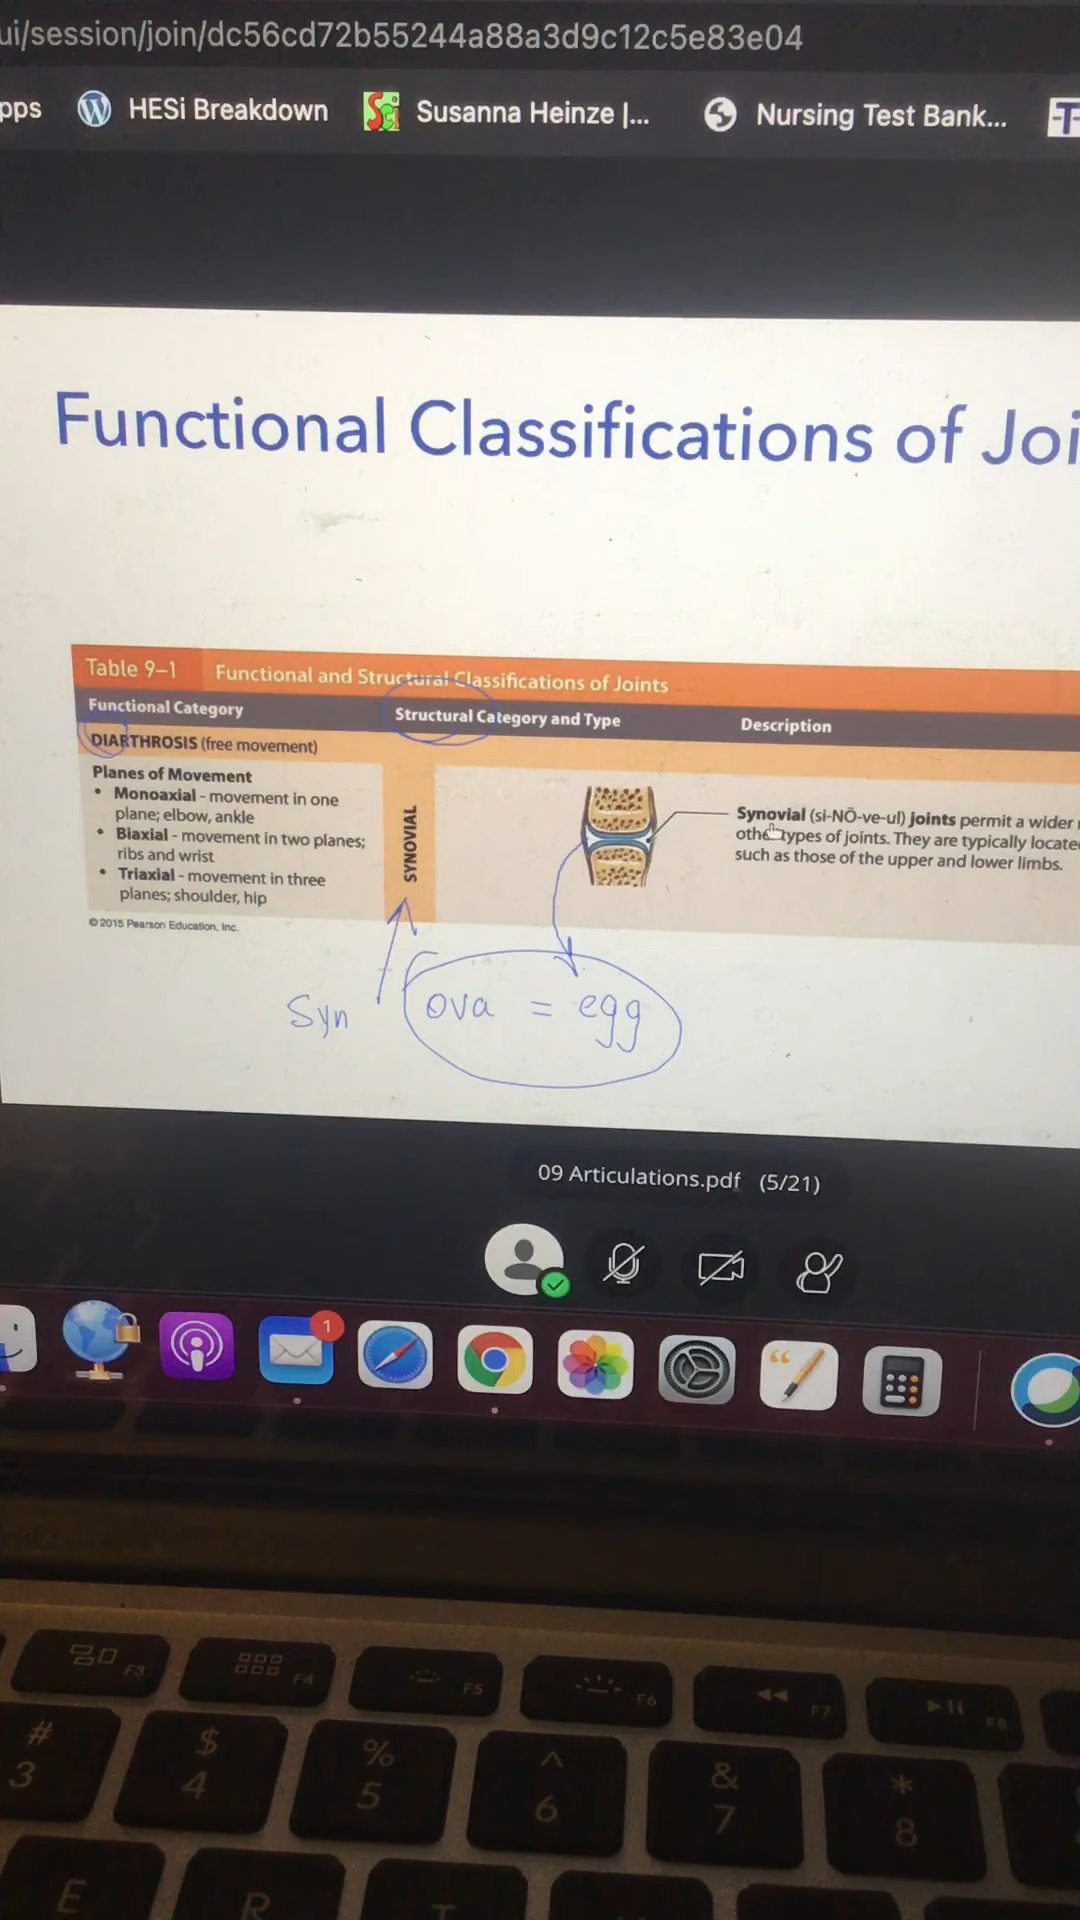 ui/session/join/dc56cd72b55244a88a3d9c12c5e83e04
pps HESi Breakdown Susanna Heinze |... Nursing Test Bank...
Functional Classifications of Joi
Table 9–1 Functional and Structural Classifications of Joints
Functional Category Structural Category and Type Description
DIARTHROSIS (free movement)
Planes of Movement
• Monoaxial - movement in one
plane; elbow, ankle
• Biaxial - movement in two planes;
ribs and wrist
• Triaxial - movement in three
planes; shoulder, hip
SYNOVIAL
Synovial (si-NŌ-ve-ul) joints permit a wider
types of joints. They are typically locate
such as those of the upper and lower limbs.
© 2015 Pearson Education, Inc.
Syn ova = egg
09 Articulations.pdf (5/21)
1
F3 F4 F5 F6 F7 F8
# $ % ^ & *
3 4 5 6 7 8
E R